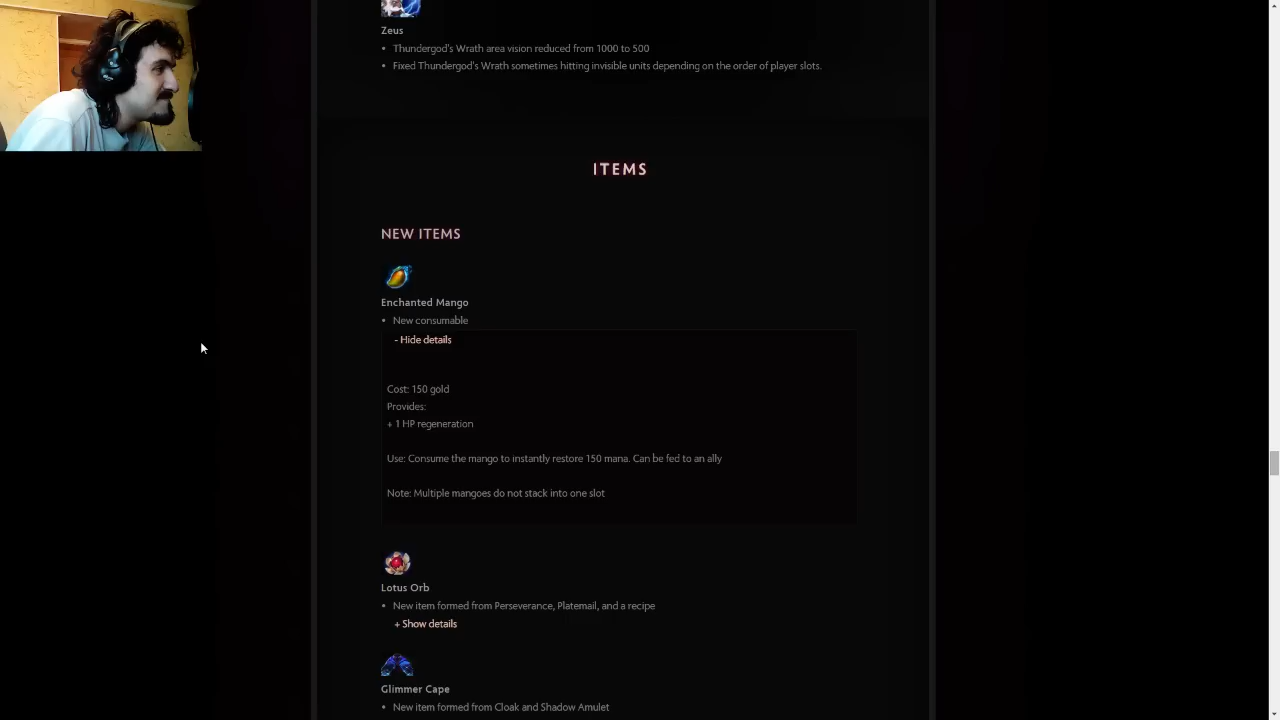 Zeus
• Thundergod's Wrath area vision reduced from 1000 to 500
• Fixed Thundergod's Wrath sometimes hitting invisible units depending on the order of player slots.
ITEMS
NEW ITEMS
Enchanted Mango
• New consumable
- Hide details
Cost: 150 gold
Provides:
+ 1 HP regeneration
Use: Consume the mango to instantly restore 150 mana. Can be fed to an ally
Note: Multiple mangoes do not stack into one slot
Lotus Orb
• New item formed from Perseverance, Platemail, and a recipe
+ Show details
Glimmer Cape
• New item formed from Cloak and Shadow Amulet